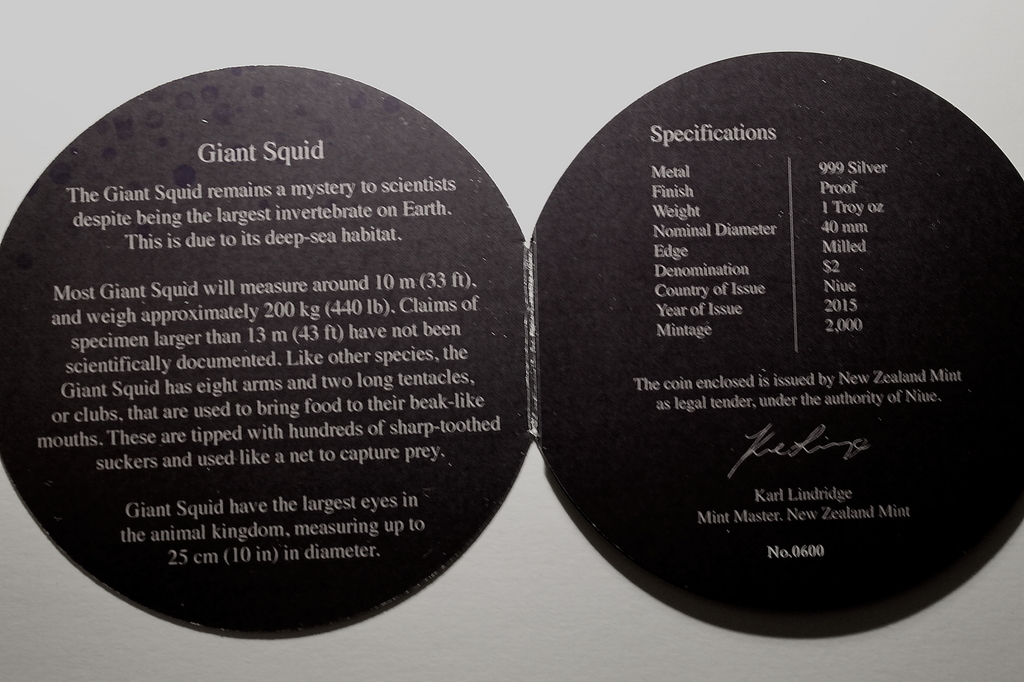 Giant Squid
The Giant Squid remains a mystery to scientists
despite being the largest invertebrate on Earth.
This is due to its deep-sea habitat.
Most Giant Squid will measure around 10 m (33 ft),
and weigh approximately 200 kg (440 lb). Claims of
specimen larger than 13 m (43 ft) have not been
scientifically documented. Like other species, the
Giant Squid has eight arms and two long tentacles,
or clubs, that are used to bring food to their beak-like
mouths. These are tipped with hundreds of sharp-toothed
suckers and used like a net to capture prey.
Giant Squid have the largest eyes in
the animal kingdom, measuring up to
25 cm (10 in) in diameter.
Specifications
Metal 999 Silver
Finish Proof
Weight 1 Troy oz
Nominal Diameter 40 mm
Edge Milled
Denomination $2
Country of Issue Niue
Year of Issue 2015
Mintage 2,000
The coin enclosed is issued by New Zealand Mint
as legal tender, under the authority of Niue.
Karl Lindridge
Mint Master. New Zealand Mint
No.0600